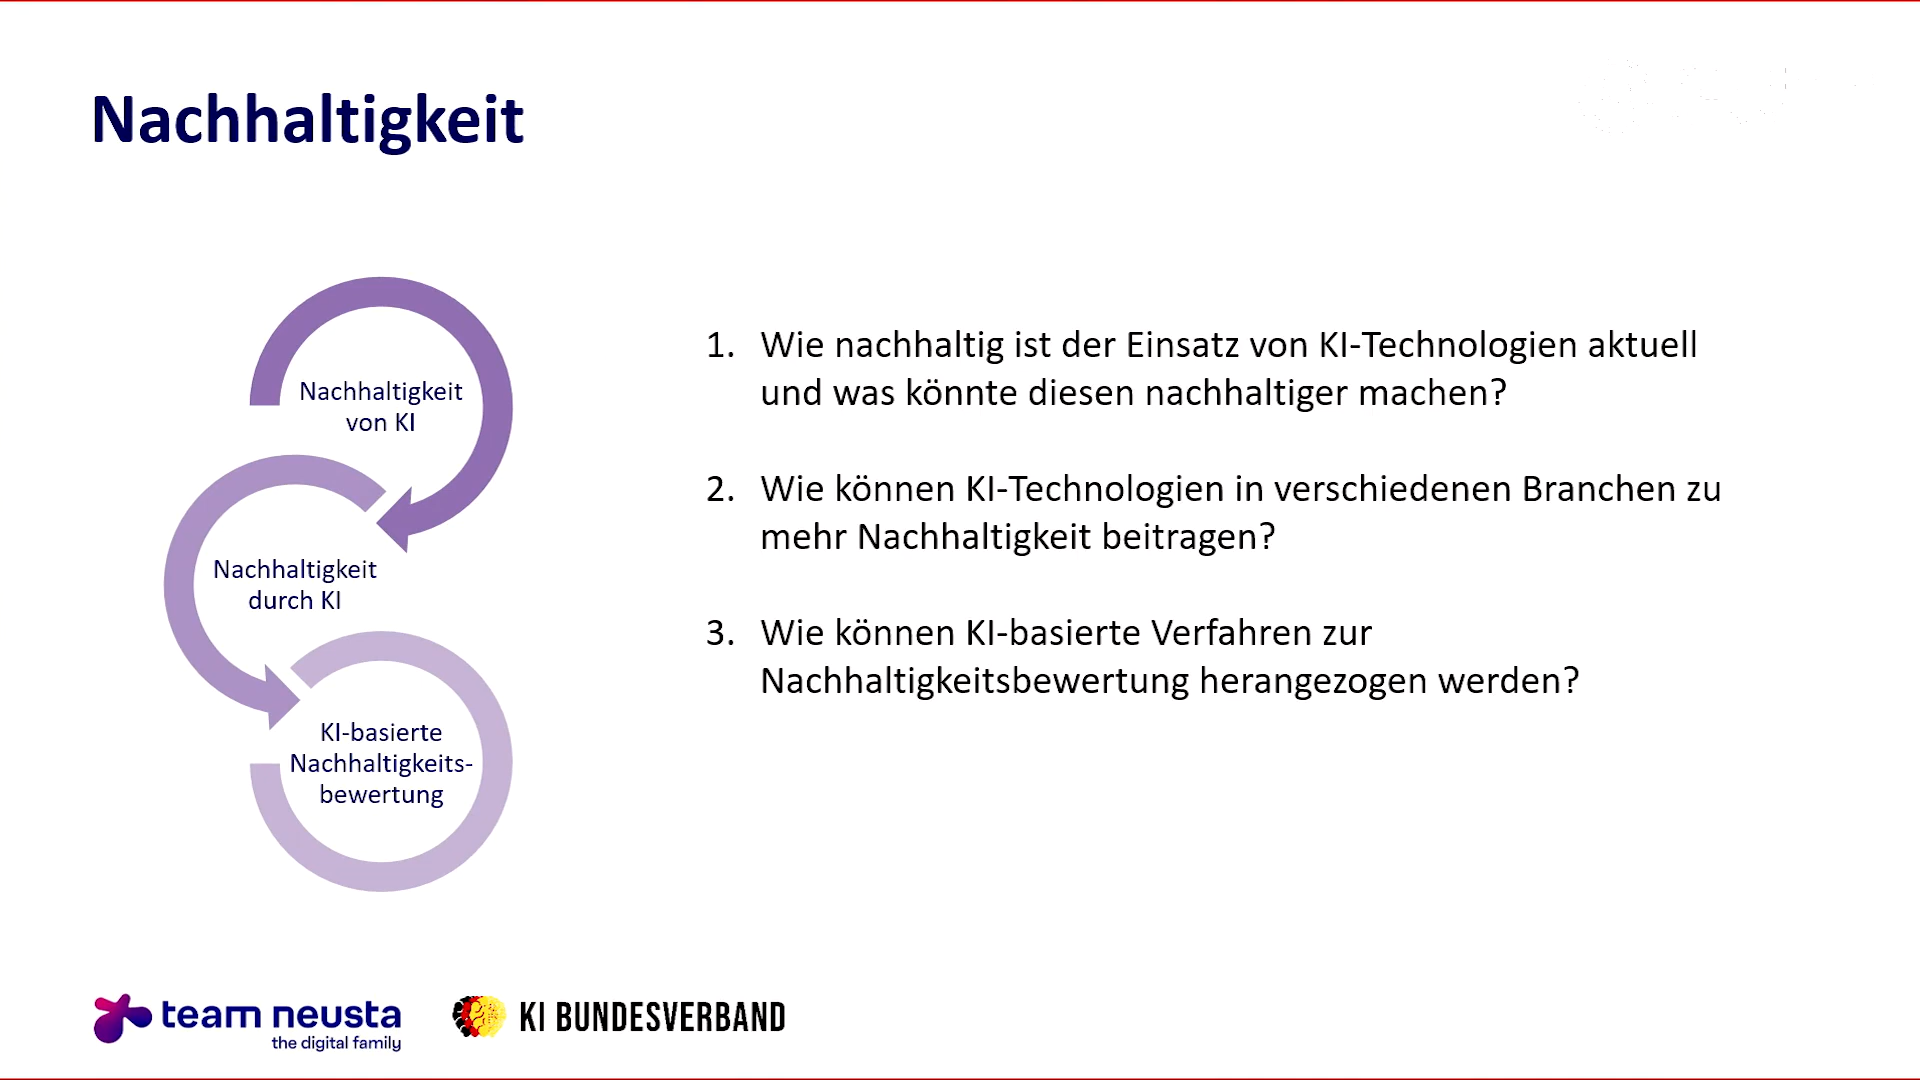 Nachhaltigkeit
Nachhaltigkeit
von KI
Nachhaltigkeit
durch KI
KI-basierte
Nachhaltigkeits-
bewertung
1. Wie nachhaltig ist der Einsatz von KI-Technologien aktuell
und was könnte diesen nachhaltiger machen?
2. Wie können KI-Technologien in verschiedenen Branchen zu
mehr Nachhaltigkeit beitragen?
3. Wie können KI-basierte Verfahren zur
Nachhaltigkeitsbewertung herangezogen werden?
team neusta
the digital family
KI BUNDESVERBAND